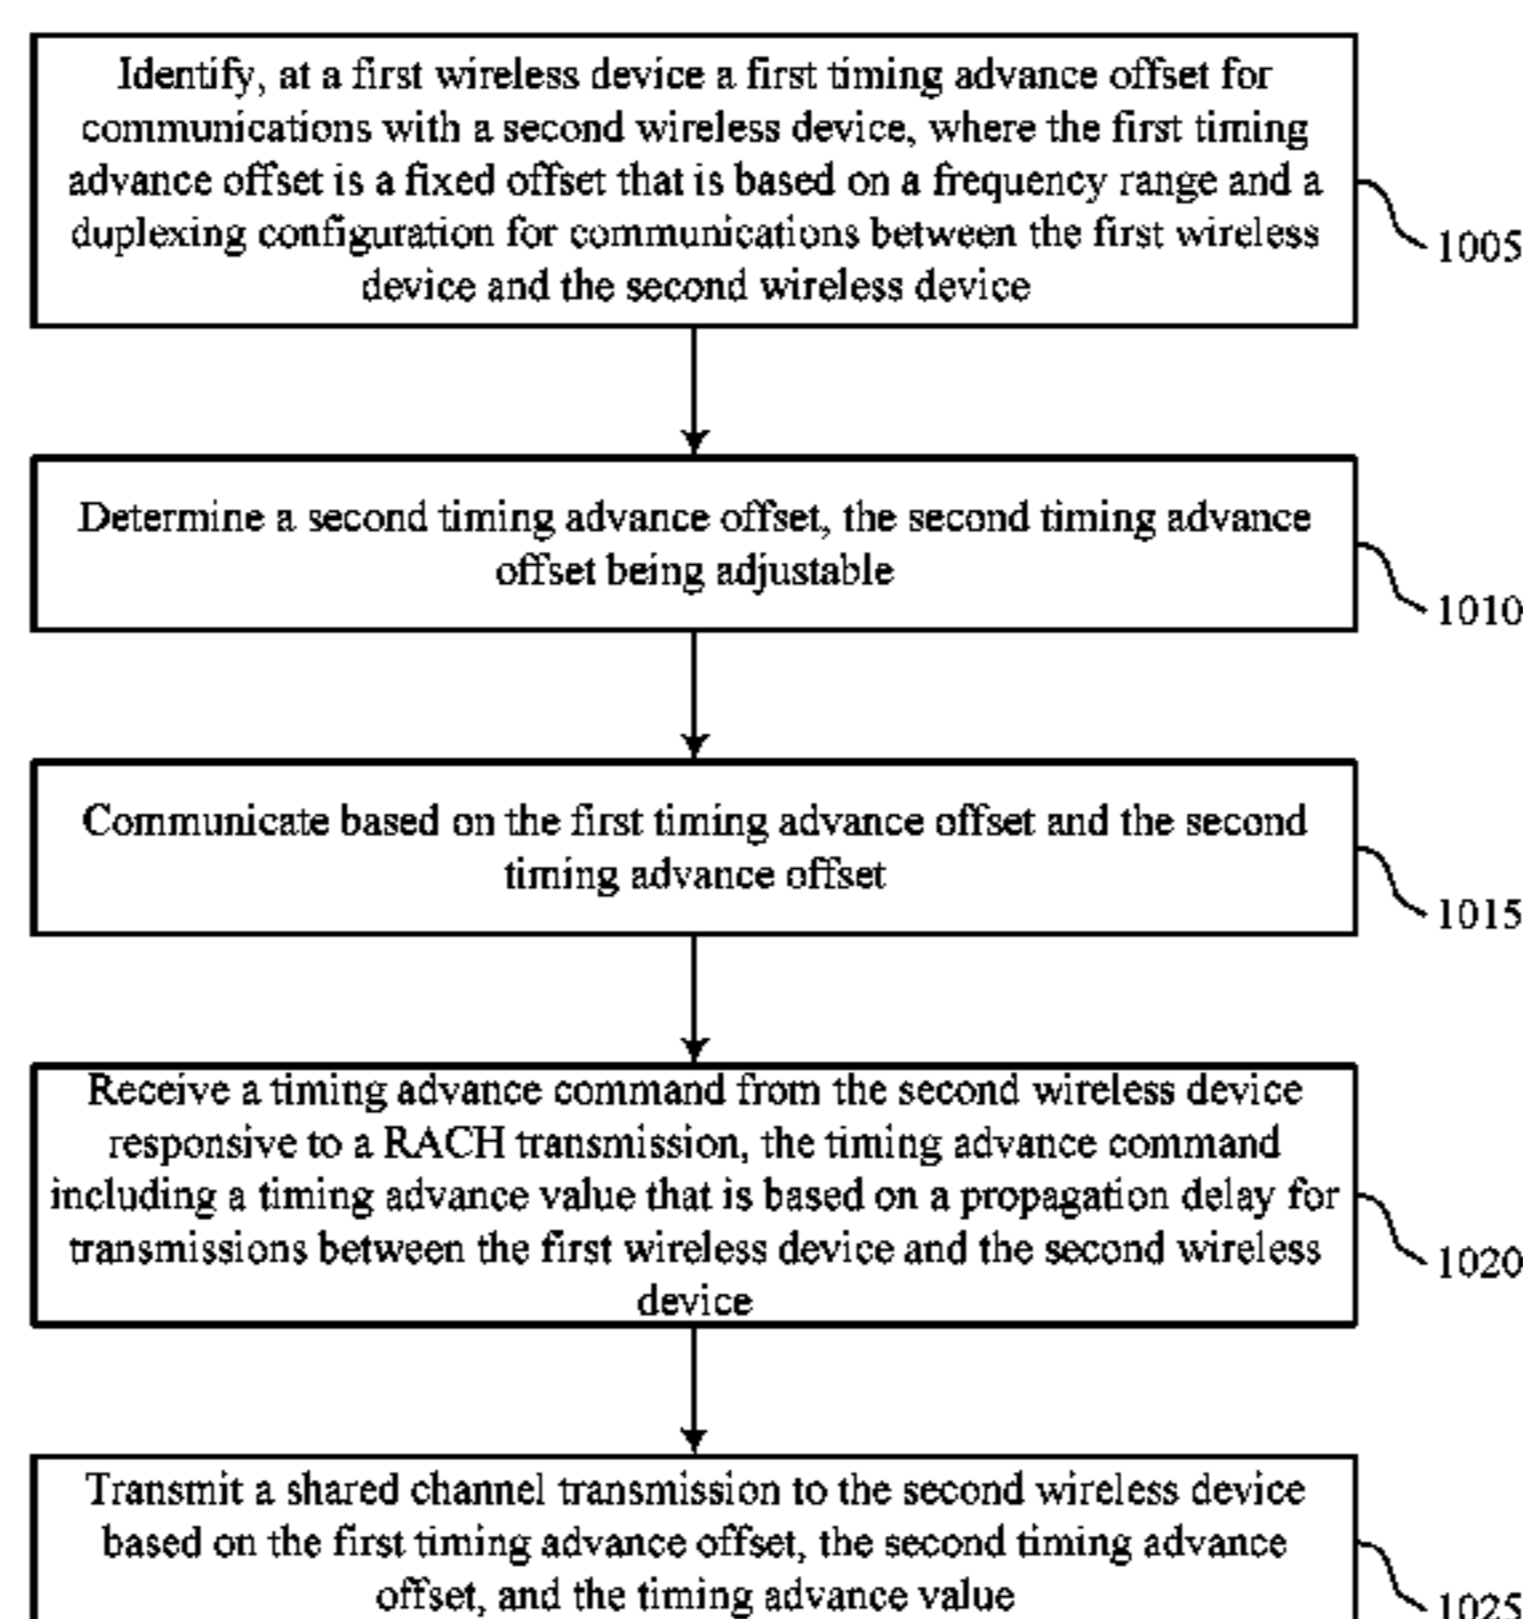 Identify, at a first wireless device a first timing advance offset for
communications with a second wireless device, where the first timing
advance offset is a fixed offset that is based on a frequency range and a
duplexing configuration for communications between the first wireless
device and the second wireless device
1005
Determine a second timing advance offset, the second timing advance
offset being adjustable
1010
Communicate based on the first timing advance offset and the second
timing advance offset
1015
Receive a timing advance command from the second wireless device
responsive to a RACH transmission, the timing advance command
including a timing advance value that is based on a propagation delay for
transmissions between the first wireless device and the second wireless
device
1020
Transmit a shared channel transmission to the second wireless device
based on the first timing advance offset, the second timing advance
offset, and the timing advance value
1025